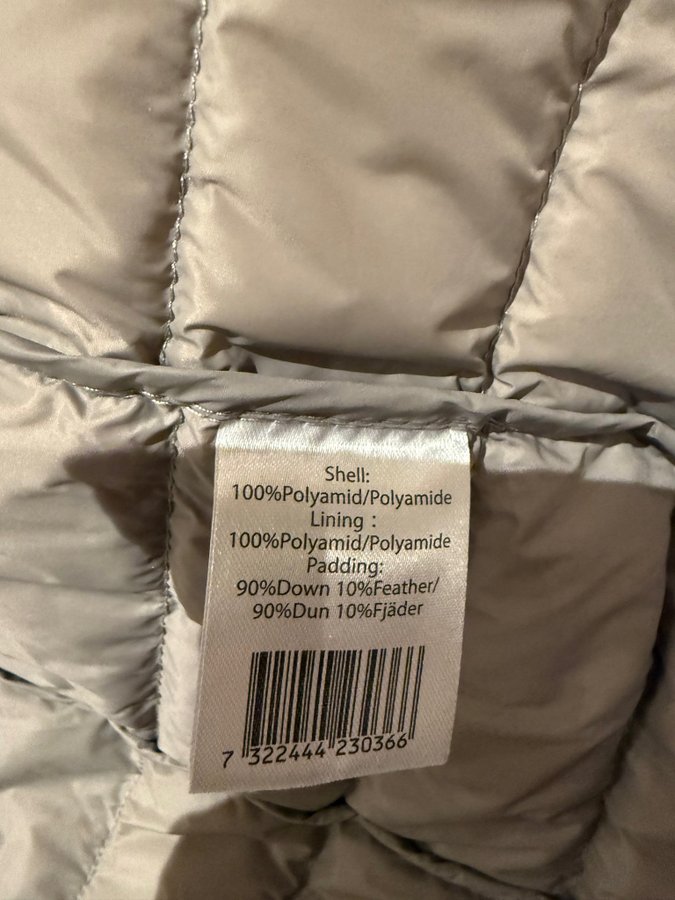 Shell:
100%Polyamid/Polyamide
Lining :
100%Polyamid/Polyamide
Padding:
90%Down 10%Feather/
90%Dun 10%Fjäder
7 322444 230366